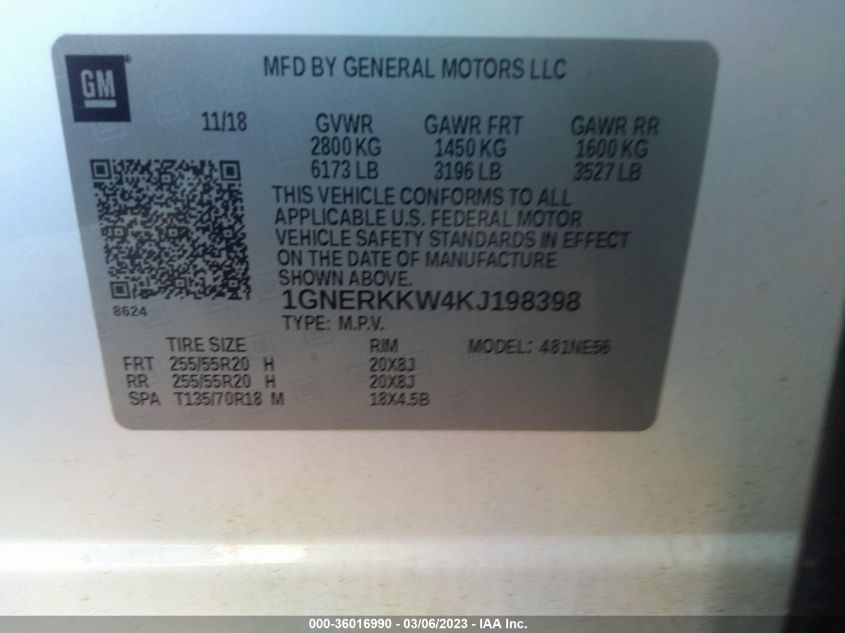 GM
MFD BY GENERAL MOTORS LLC
11/18 GVWR GAWR FRT GAWR RR
2800 KG 1450 KG 1600 KG
6173 LB 3196 LB 3527 LB
THIS VEHICLE CONFORMS TO ALL
APPLICABLE U.S. FEDERAL MOTOR
VEHICLE SAFETY STANDARDS IN EFFECT
ON THE DATE OF MANUFACTURE
SHOWN ABOVE.
1GNERKKW4KJ198398
8624
TYPE: M.P.V.
TIRE SIZE RIM MODEL: 481NE56
FRT 255/55R20 H 20X8J
RR 255/55R20 H 20X8J
SPA T135/70R18 M 18X4.5B
000-36016990 - 03/06/2023 - IAA Inc.